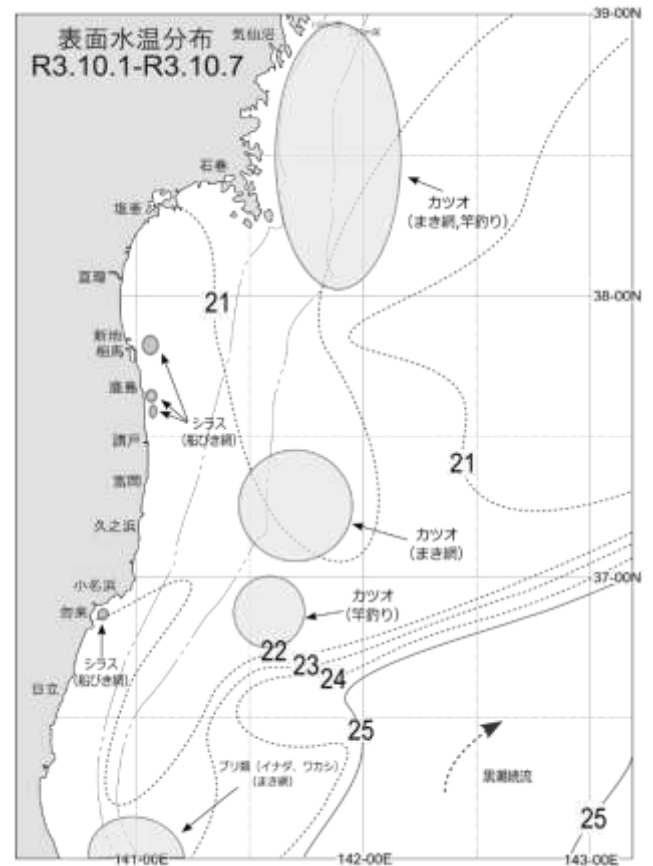 39-00N
表面水温分布
R3.10.1-R3.10.7
気仙沼
石巻
カツオ
(まき網,竿釣り)
塩釜
亘理
21
38-00N
新地
相馬
鹿島
シラス
(船びき網)
請戸
21
富岡
久之浜
カツオ
(まき網)
37-00N
小名浜
勿来
カツオ
(竿釣り)
22
23
24
シラス
(船びき網)
日立
25
ブリ類(イナダ、ワカシ)
(まき網)
黒潮続流
25
141-00E
142-00E
143-00E